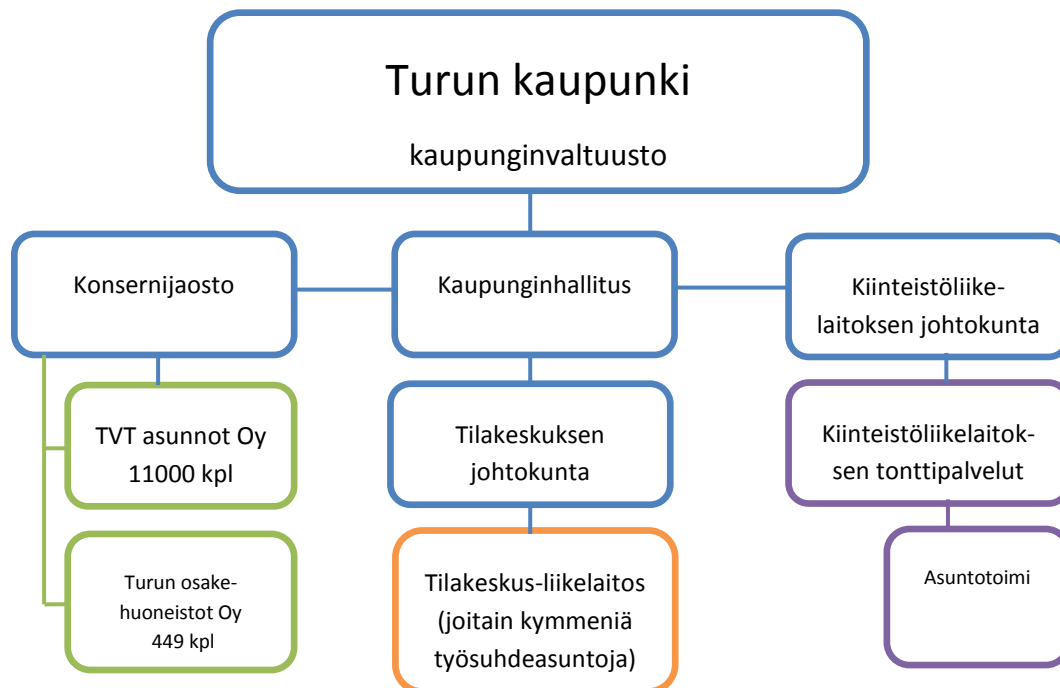 Turun kaupunki
kaupunginvaltuusto
Konsernijaosto
Kaupunginhallitus
Kiinteistöliike-
laitoksen johtokunta
TVT asunnot Oy
11000 kpl
Tilakeskuksen
johtokunta
Kiinteistöliikelaitok-
sen tonttipalvelut
Turun osake-
huoneistot Oy
449 kpl
Tilakeskus-liikelaitos
(joitain kymmeniä
työsuhdeasuntoja)
Asuntotoimi